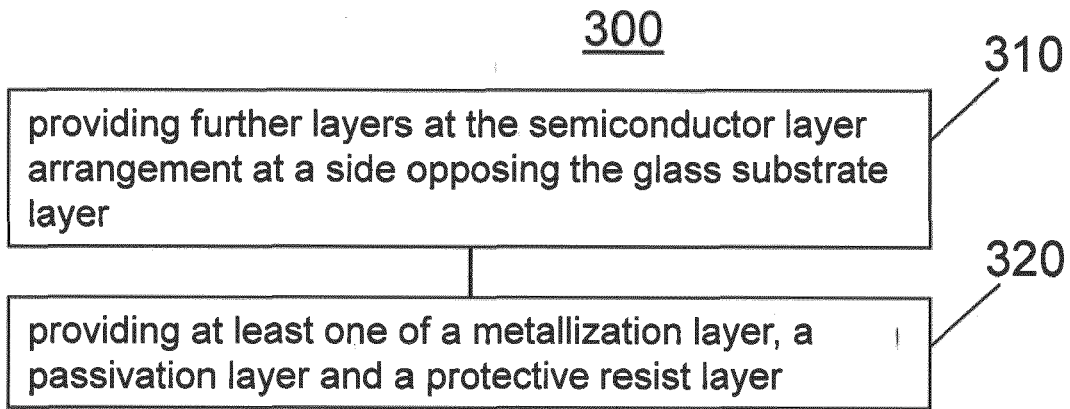 300
310
providing further layers at the semiconductor layer
arrangement at a side opposing the glass substrate
layer
320
providing at least one of a metallization layer, a
passivation layer and a protective resist layer